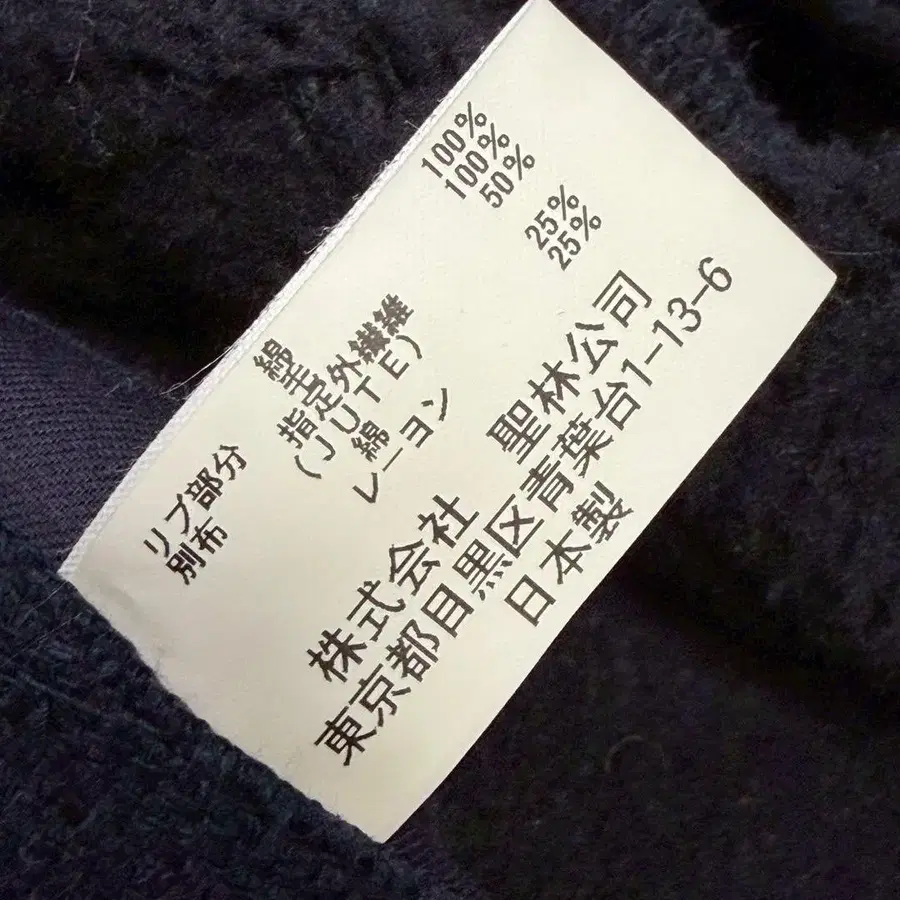 綿 100%
リブ部分 毛 100%
別布 指定外繊維 50%
(JUTE)
綿 25%
レーヨン 25%
株式会社 聖林公司
東京都目黒区青葉台1-13-6
日本製